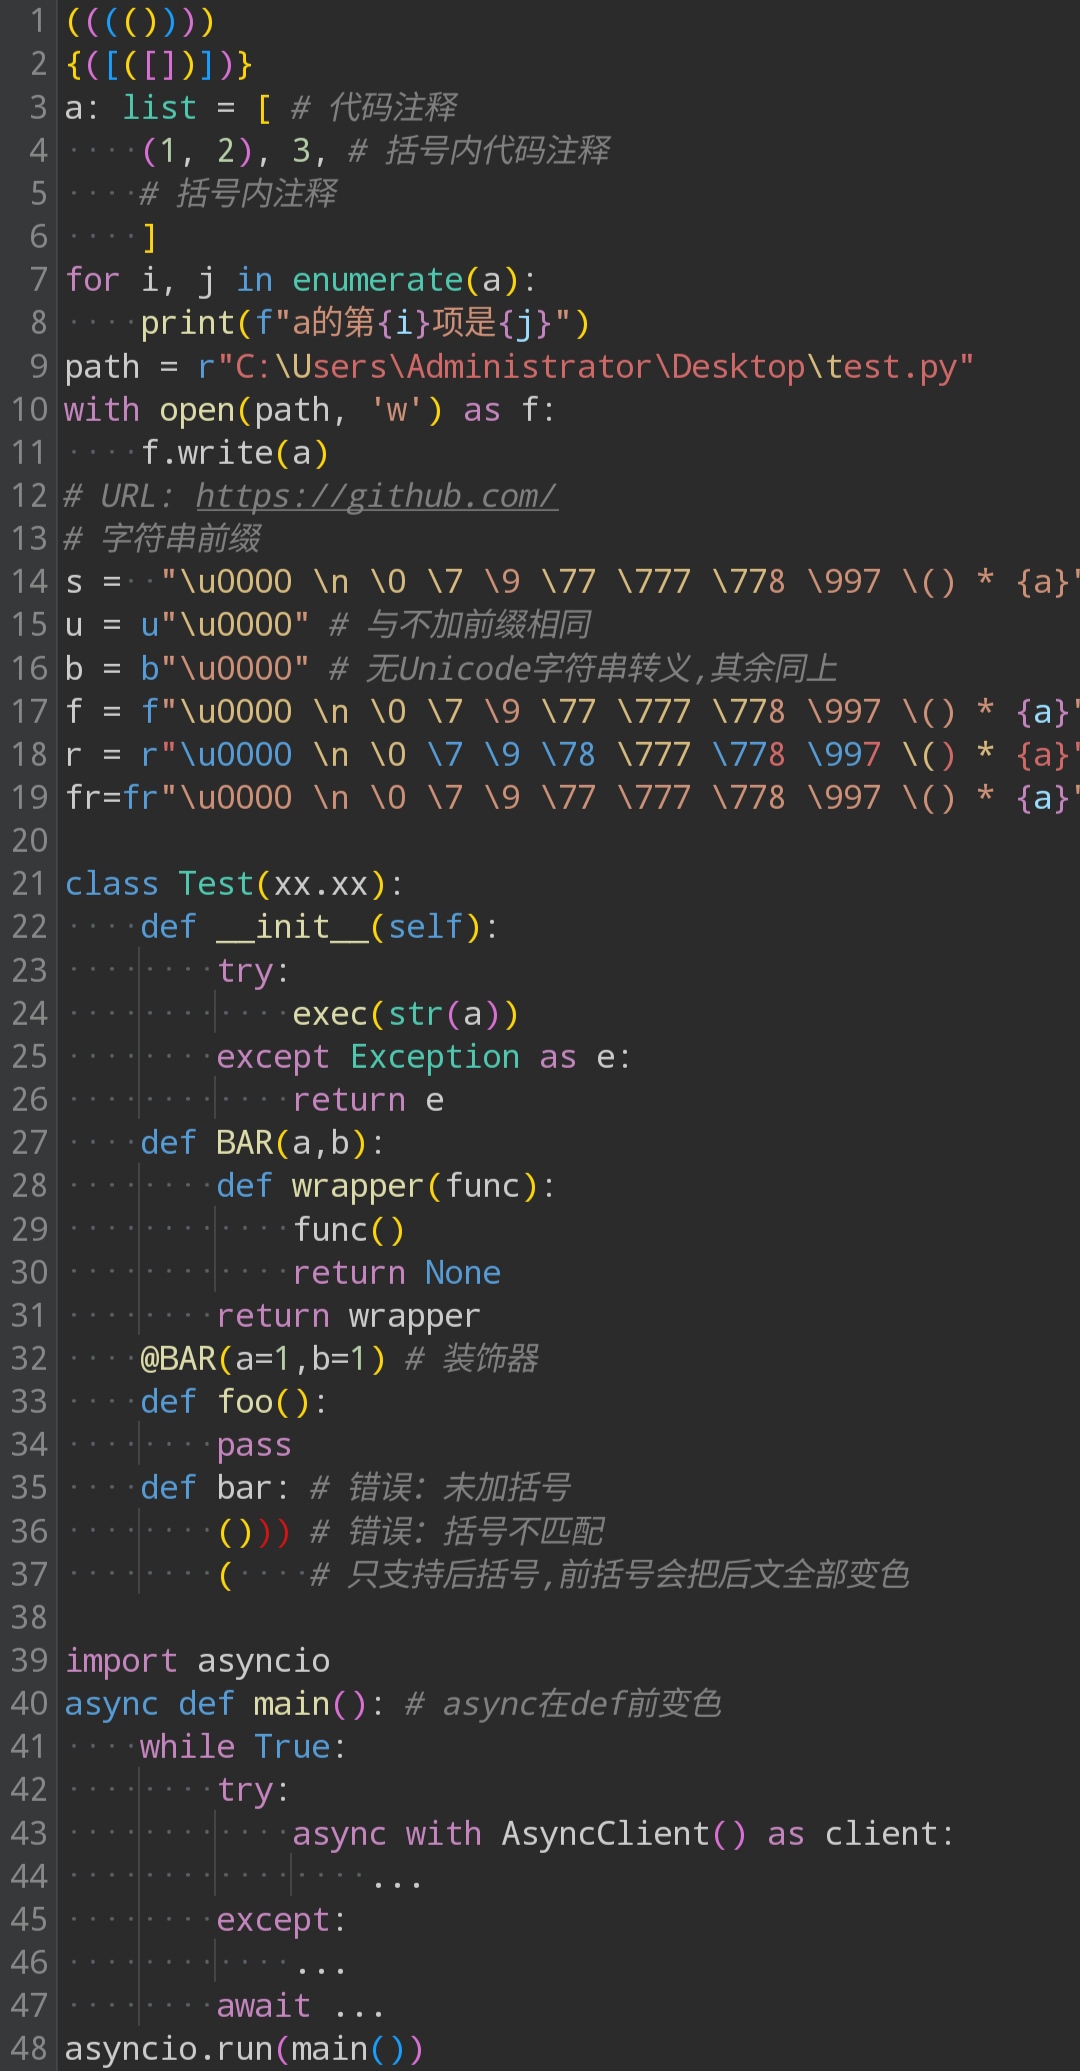 1 (((())))
2 {([([])])}
3 a: list = [ # 代码注释
4 ····(1, 2), 3, # 括号内代码注释
5 ····# 括号内注释
6 ····]
7 for i, j in enumerate(a):
8 ····print(f"a的第{i}项是{j}")
9 path = r"C:\Users\Administrator\Desktop\test.py"
10 with open(path, 'w') as f:
11 ····f.write(a)
12 # URL: https://github.com/
13 # 字符串前缀
14 s =··"\u0000 \n \0 \7 \9 \77 \777 \778 \997 \() * {a}"
15 u = u"\u0000" # 与不加前缀相同
16 b = b"\u0000" # 无Unicode字符串转义,其余同上
17 f = f"\u0000 \n \0 \7 \9 \77 \777 \778 \997 \() * {a}"
18 r = r"\u0000 \n \0 \7 \9 \78 \777 \778 \997 \() * {a}"
19 fr=fr"\u0000 \n \0 \7 \9 \77 \777 \778 \997 \() * {a}"
20
21 class Test(xx.xx):
22 ····def __init__(self):
23 ········try:
24 ············exec(str(a))
25 ········except Exception as e:
26 ············return e
27 ····def BAR(a,b):
28 ········def wrapper(func):
29 ············func()
30 ············return None
31 ········return wrapper
32 ····@BAR(a=1,b=1) # 装饰器
33 ····def foo():
34 ········pass
35 ····def bar: # 错误: 未加括号
36 ········())) # 错误: 括号不匹配
37 ········(····# 只支持后括号,前括号会把后文全部变色
38
39 import asyncio
40 async def main(): # async在def前变色
41 ····while True:
42 ········try:
43 ············async with AsyncClient() as client:
44 ················...
45 ········except:
46 ············...
47 ········await ...
48 asyncio.run(main())